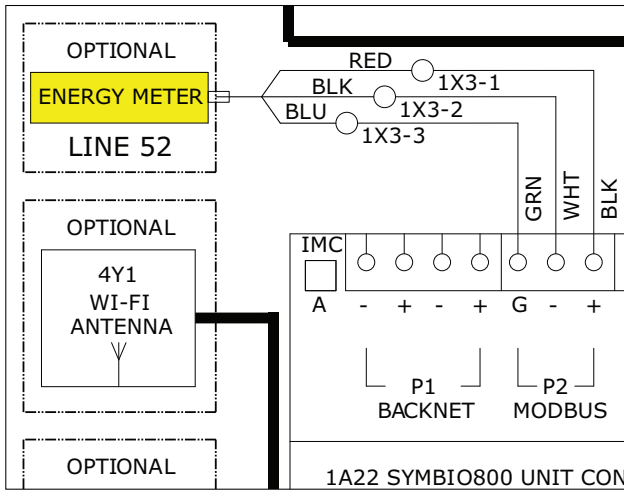 OPTIONAL
ENERGY METER
LINE 52
RED
1X3-1
BLK
1X3-2
BLU
1X3-3
GRN
WHT
BLK
OPTIONAL
4Y1
WI-FI
ANTENNA
IMC
A - + - + G - +
P1
BACKNET
P2
MODBUS
OPTIONAL
1A22 SYMBIO800 UNIT CON